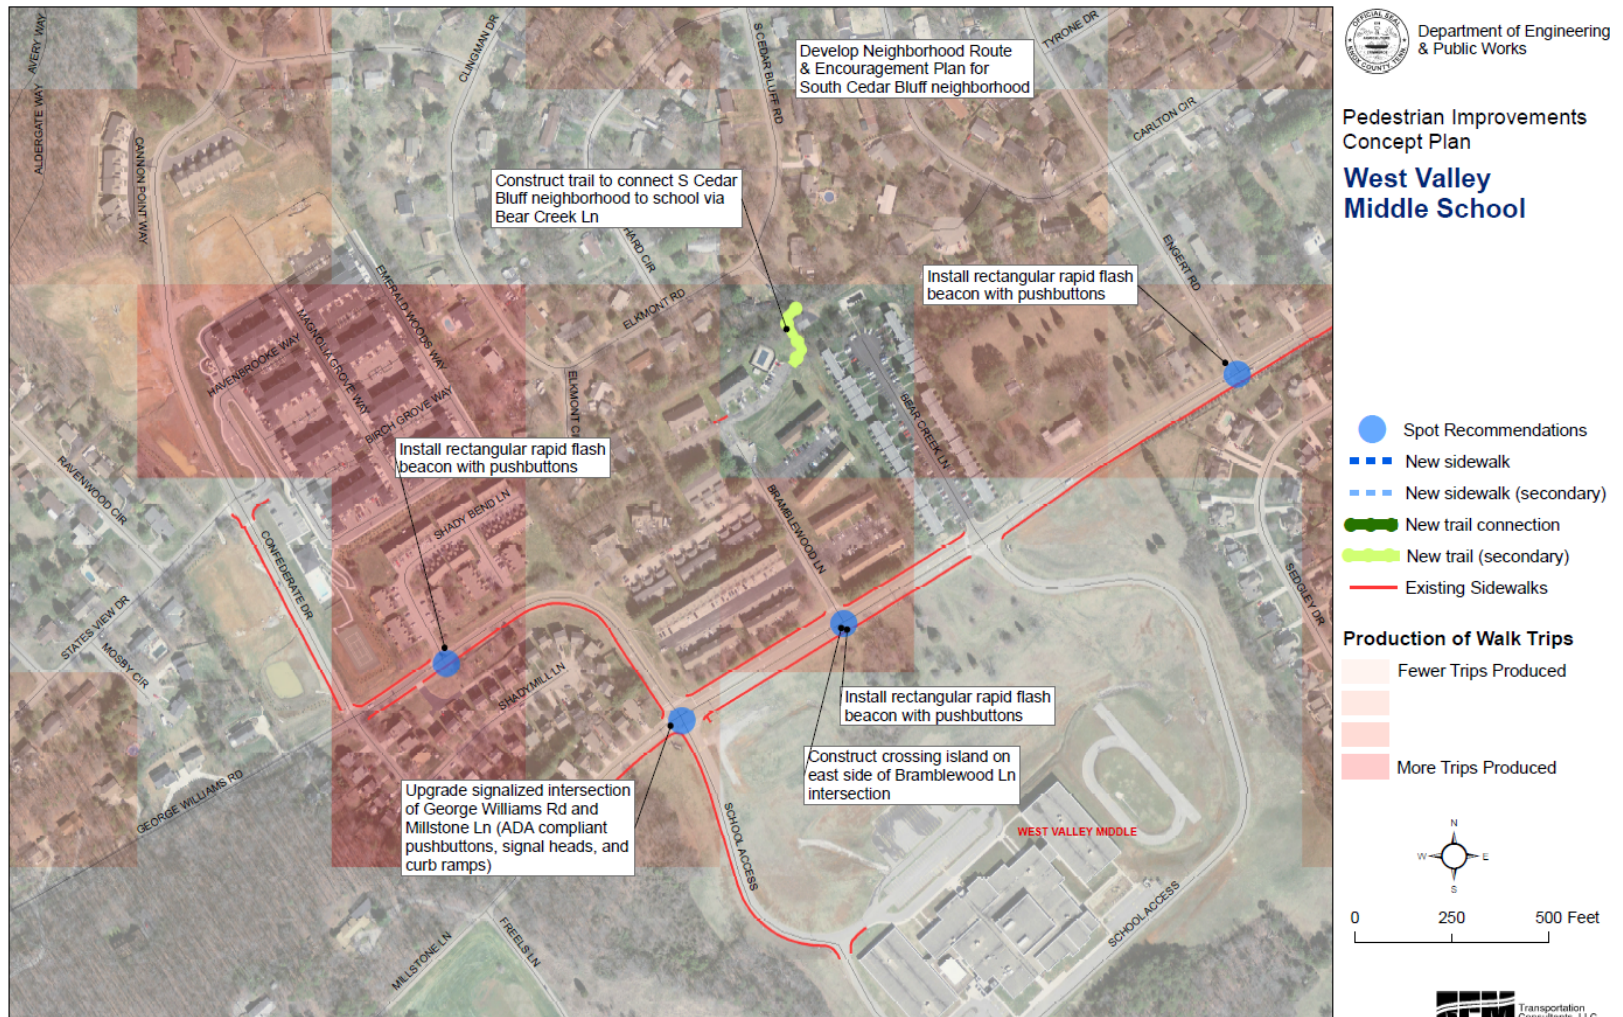 AVERY WAY
ALDERGATE WAY
CANNON POINT WAY
CLINGMAN DR
S CEDAR BLUFF RD
TYRONE DR
CARLTON CIR
ENGERT RD
Develop Neighborhood Route
& Encouragement Plan for
South Cedar Bluff neighborhood
Construct trail to connect S Cedar
Bluff neighborhood to school via
Bear Creek Ln
Install rectangular rapid flash
beacon with pushbuttons
HARD CIR
ELKMONT RD
EMERALD WOODS WAY
MAGNOLIA GROVE WAY
HAVENBROOKE WAY
BIRCH GROVE WAY
BEAR CREEK LN
Install rectangular rapid flash
beacon with pushbuttons
RAVENWOOD CIR
SHADY BEND LN
BRAMBLEWOOD LN
CONFEDERATE DR
STATES VIEW DR
MOSBY CIR
SHADYMILL LN
SEDGLEY DR
Install rectangular rapid flash
beacon with pushbuttons
Construct crossing island on
east side of Bramblewood Ln
intersection
Upgrade signalized intersection
of George Williams Rd and
Millstone Ln (ADA compliant
pushbuttons, signal heads, and
curb ramps)
GEORGE WILLIAMS RD
SCHOOL ACCESS
WEST VALLEY MIDDLE
SCHOOL ACCESS
MILLSTONE LN
FREELS LN
OFFICIAL SEAL
KNOX COUNTY, TENN
Department of Engineering
& Public Works
Pedestrian Improvements
Concept Plan
West Valley
Middle School
Spot Recommendations
New sidewalk
New sidewalk (secondary)
New trail connection
New trail (secondary)
Existing Sidewalks
Production of Walk Trips
Fewer Trips Produced
More Trips Produced
N
W E
S
0 250 500 Feet
Transportation